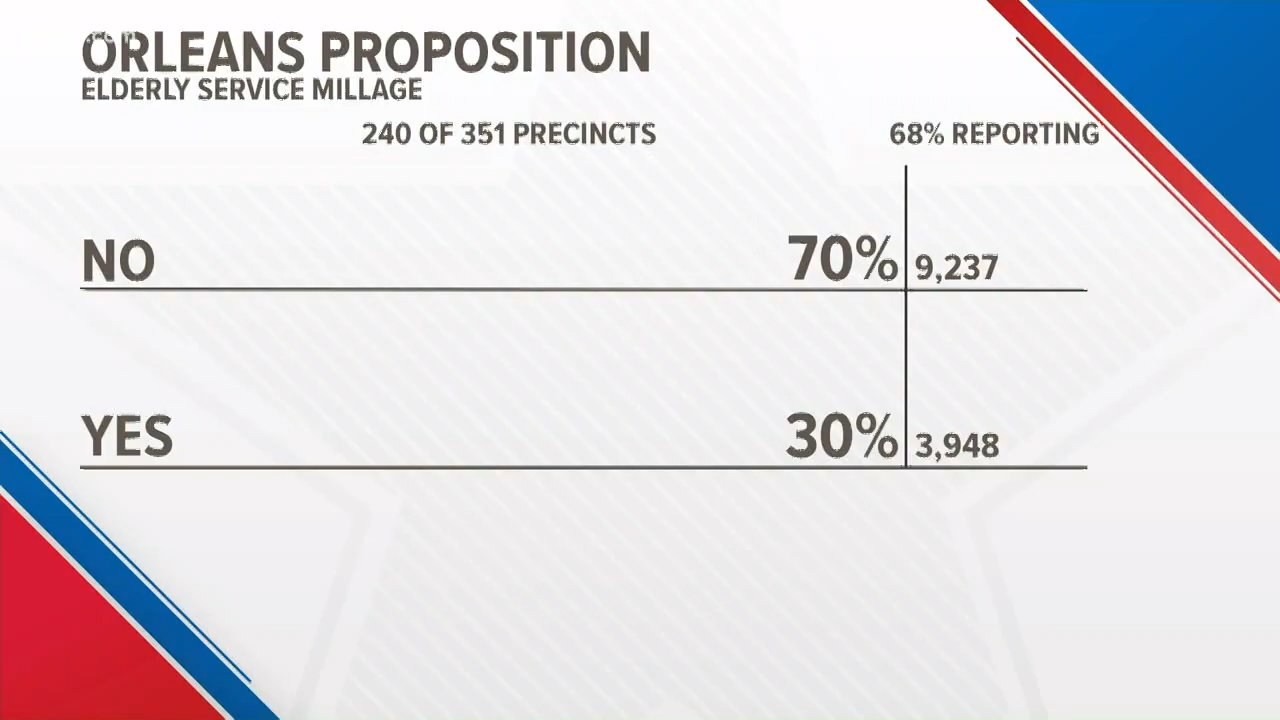 ORLEANS PROPOSITION
ELDERLY SERVICE MILLAGE
240 OF 351 PRECINCTS 68% REPORTING
NO 70% 9,237
YES 30% 3,948